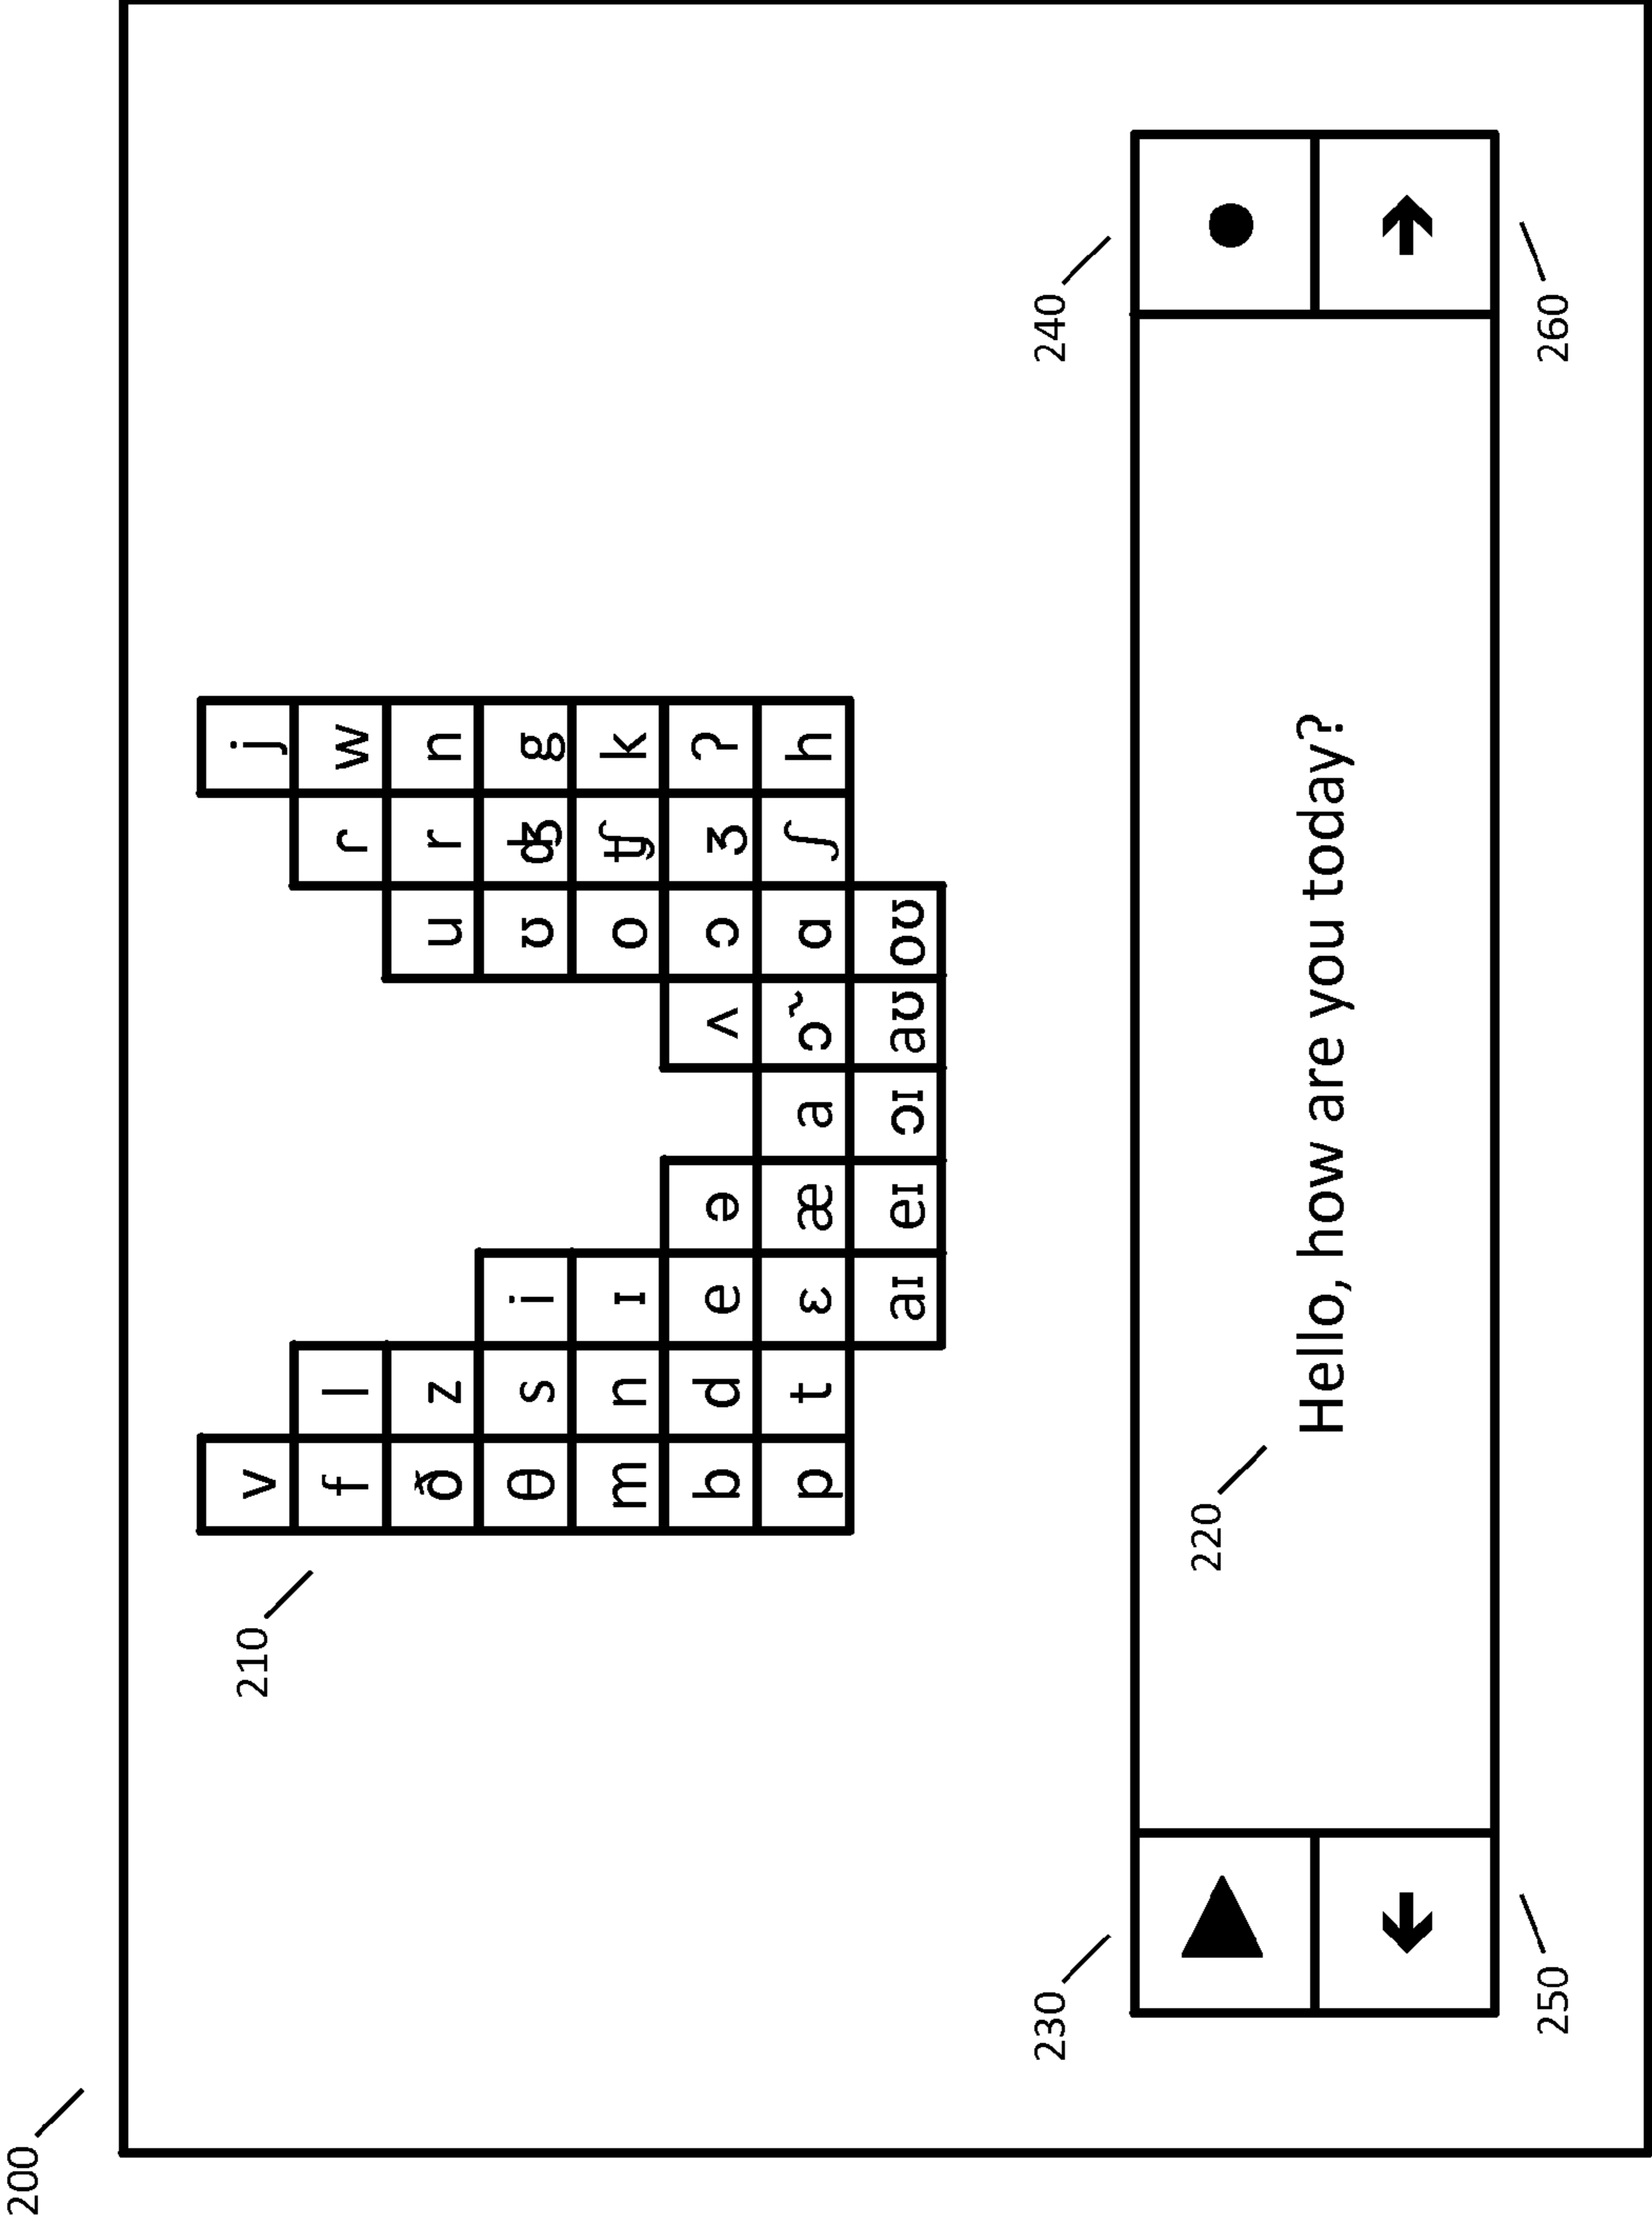 200
210
v j
f l ɾ w
ð z u r n
θ s i ʊ ʤ g
m n ɪ o ʧ k
b d e ə ʌ ɔ ʒ ʔ
p t ɛ æ a ɔ˜ ɑ ʃ h
aɪ eɪ ɔɪ aʊ oʊ
230 240
220
Hello, how are you today?
250 260